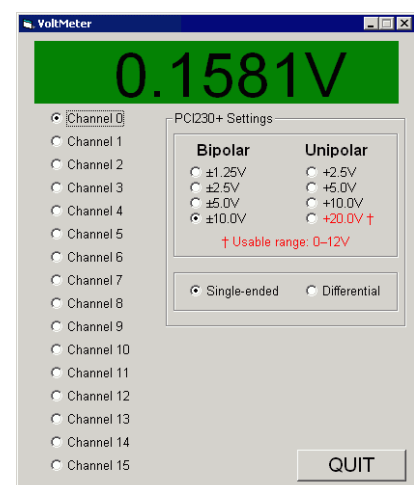 VoltMeter
0.1581V
Channel 0
Channel 1
Channel 2
Channel 3
Channel 4
Channel 5
Channel 6
Channel 7
Channel 8
Channel 9
Channel 10
Channel 11
Channel 12
Channel 13
Channel 14
Channel 15
PCI230+ Settings
Bipolar
±1.25V
±2.5V
±5.0V
±10.0V
Unipolar
+2.5V
+5.0V
+10.0V
+20.0V †
† Usable range: 0–12V
Single-ended Differential
QUIT